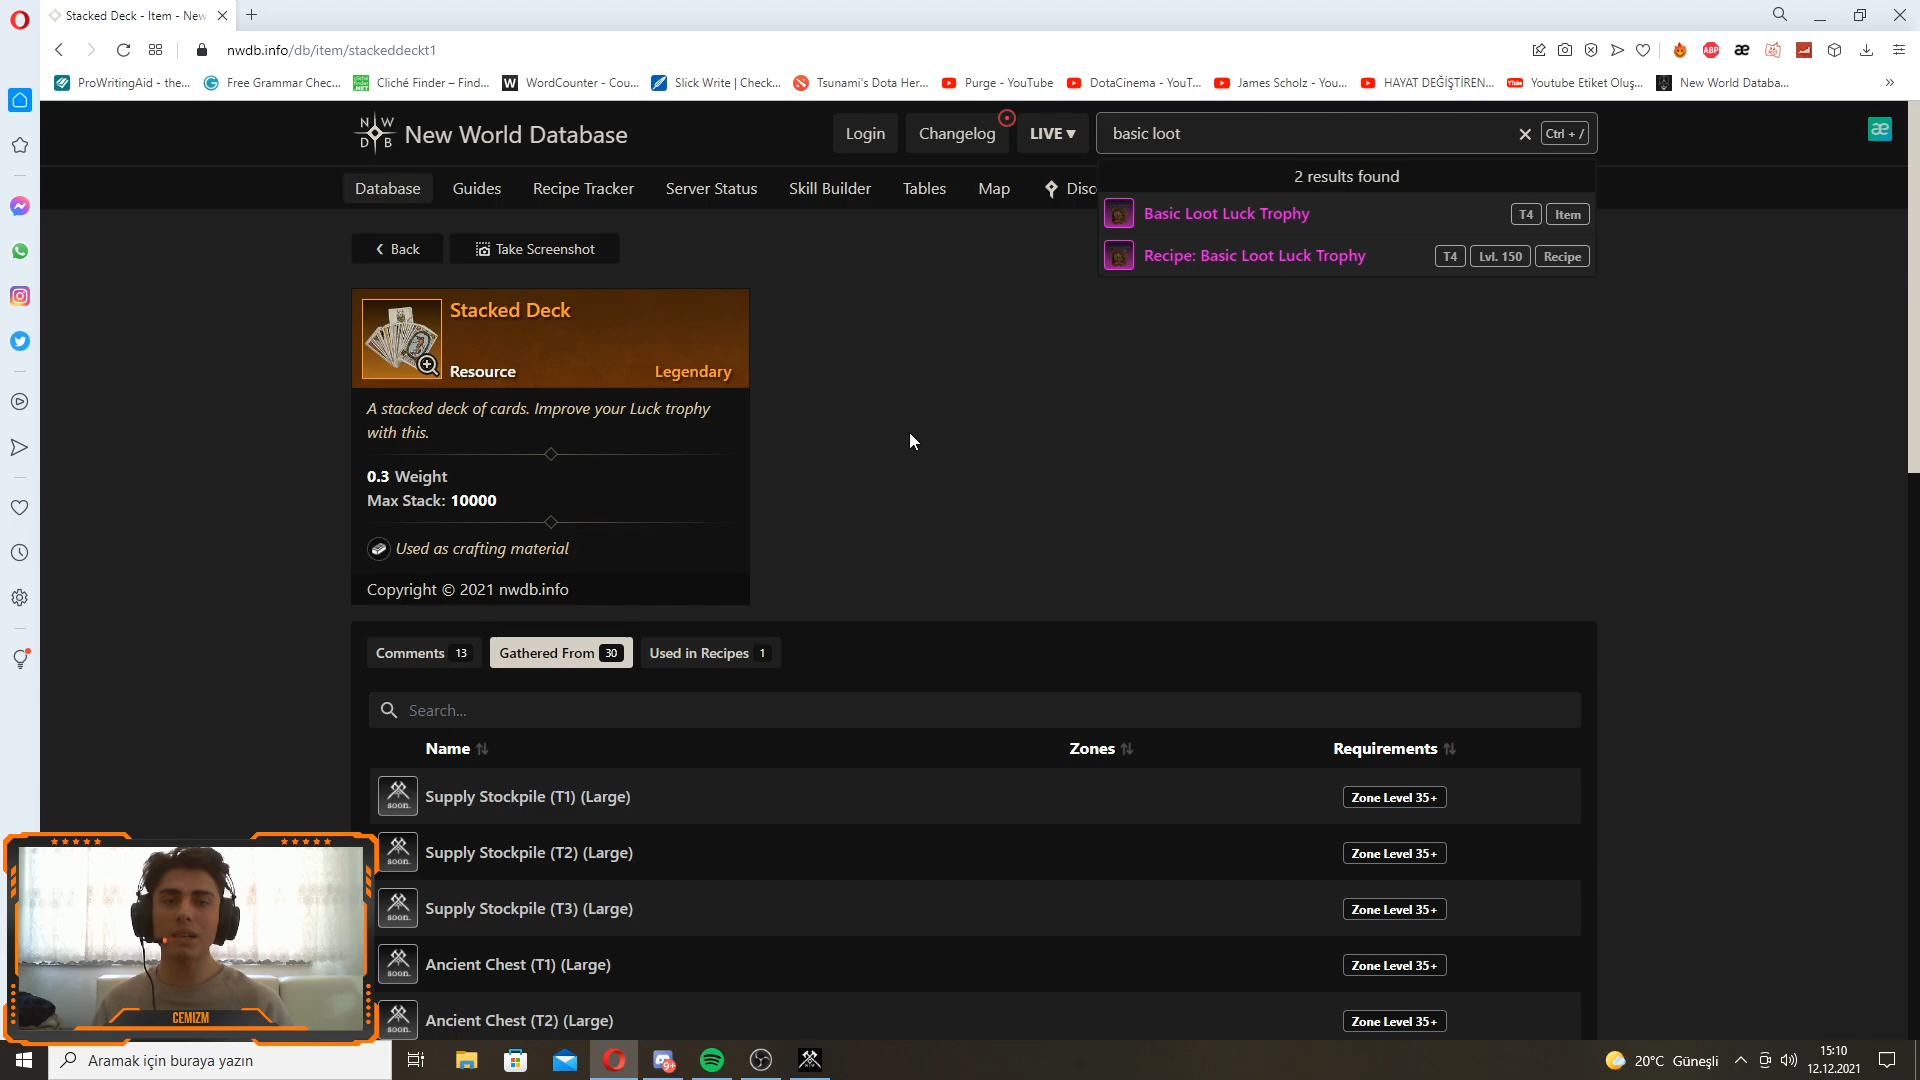 Stacked Deck - Item - New
nwdb.info/db/item/stackeddeckt1
ProWritingAid - the...
Free Grammar Chec...
Cliché Finder – Find...
WordCounter - Cou...
Slick Write | Check...
Tsunami's Dota Her...
Purge - YouTube
DotaCinema - YouT...
James Scholz - You...
HAYAT DEĞİŞTİREN...
Youtube Etiket Oluş...
New World Databa...
»
ABP
æ
N W D B
New World Database
Login
Changelog
LIVE ▾
basic loot
Ctrl + /
æ
Database
Guides
Recipe Tracker
Server Status
Skill Builder
Tables
Map
Disc
2 results found
Basic Loot Luck Trophy
T4
Item
Recipe: Basic Loot Luck Trophy
T4
Lvl. 150
Recipe
Back
Take Screenshot
Stacked Deck
Resource
Legendary
A stacked deck of cards. Improve your Luck trophy
with this.
0.3 Weight
Max Stack: 10000
Used as crafting material
Copyright © 2021 nwdb.info
Comments 13
Gathered From 30
Used in Recipes 1
Search...
Name
Zones
Requirements
soon.
Supply Stockpile (T1) (Large)
Zone Level 35+
soon.
Supply Stockpile (T2) (Large)
Zone Level 35+
soon.
Supply Stockpile (T3) (Large)
Zone Level 35+
soon.
Ancient Chest (T1) (Large)
Zone Level 35+
soon.
Ancient Chest (T2) (Large)
Zone Level 35+
CEMIZM
Aramak için buraya yazın
9+
20°C Güneşli
15:10
12.12.2021